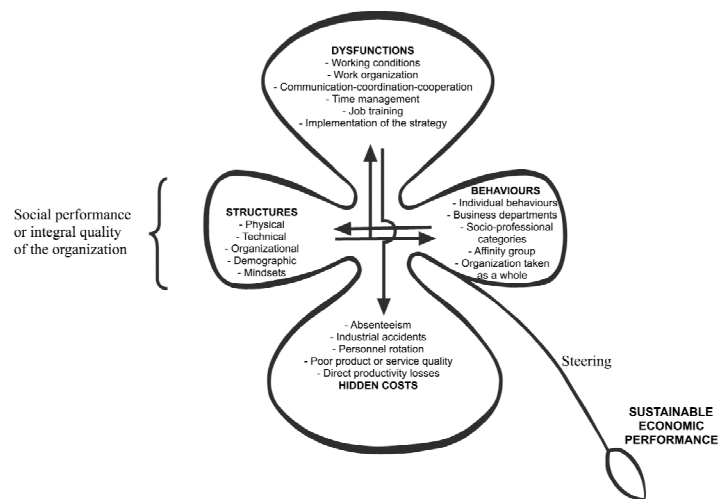 DYSFUNCTIONS
- Working conditions
- Work organization
- Communication-coordination-cooperation
- Time management
- Job training
- Implementation of the strategy
Social performance
or integral quality
of the organization
STRUCTURES
- Physical
- Technical
- Organizational
- Demographic
- Mindsets
BEHAVIOURS
- Individual behaviours
- Business departments
- Socio-professional
categories
- Affinity group
- Organization taken
as a whole
- Absenteeism
- Industrial accidents
- Personnel rotation
- Poor product or service quality
- Direct productivity losses
HIDDEN COSTS
Steering
SUSTAINABLE
ECONOMIC
PERFORMANCE